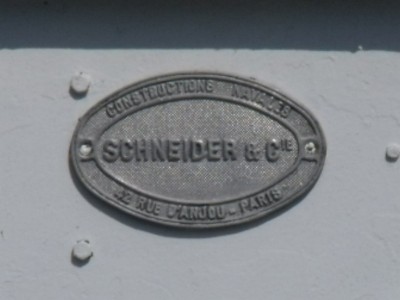 CONSTRUCTIONS NAVALES
SCHNEIDER & CIE
42 RUE D'ANJOU - PARIS